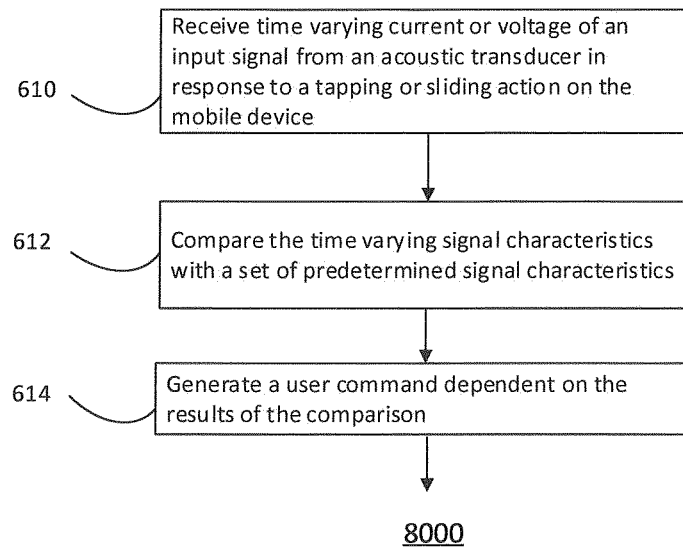 Receive time varying current or voltage of an
input signal from an acoustic transducer in
response to a tapping or sliding action on the
mobile device
610
Compare the time varying signal characteristics
with a set of predetermined signal characteristics
612
Generate a user command dependent on the
results of the comparison
614
8000